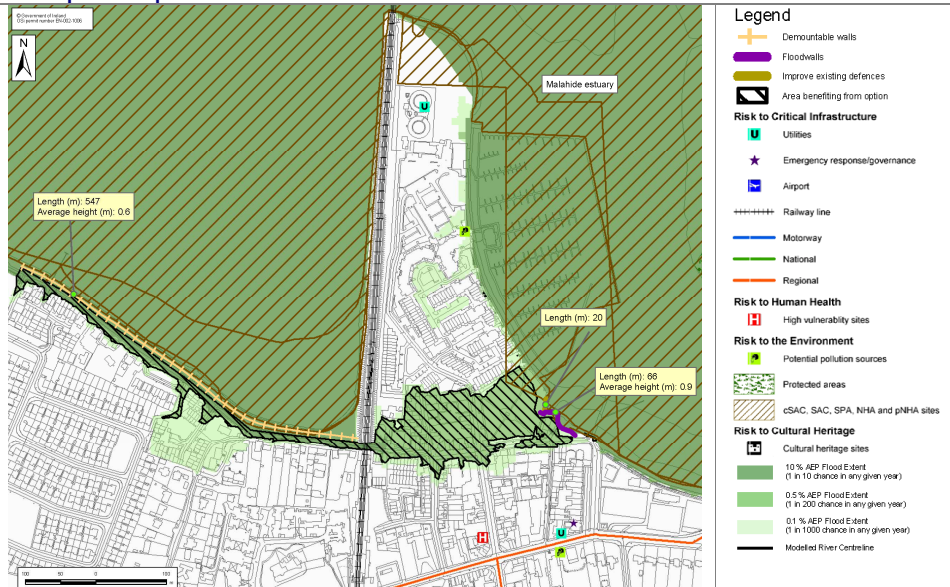 © Government of Ireland
OSi permit number EN-002-1006
N
Malahide estuary
U
Length (m): 547
Average height (m): 0.6
P
Length (m): 20
Length (m): 66
Average height (m): 0.9
H
U
P
100
50
0
100
m
Legend
Demountable walls
Floodwalls
Improve existing defences
Area benefiting from option
Risk to Critical Infrastructure
U
Utilities
Emergency response/governance
Airport
Railway line
Motorway
National
Regional
Risk to Human Health
H
High vulnerablity sites
Risk to the Environment
P
Potential pollution sources
Protected areas
cSAC, SAC, SPA, NHA and pNHA sites
Risk to Cultural Heritage
Cultural heritage sites
10 % AEP Flood Extent
(1 in 10 chance in any given year)
0.5 % AEP Flood Extent
(1 in 200 chance in any given year)
0.1 % AEP Flood Extent
(1 in 1000 chance in any given year)
Modelled River Centreline